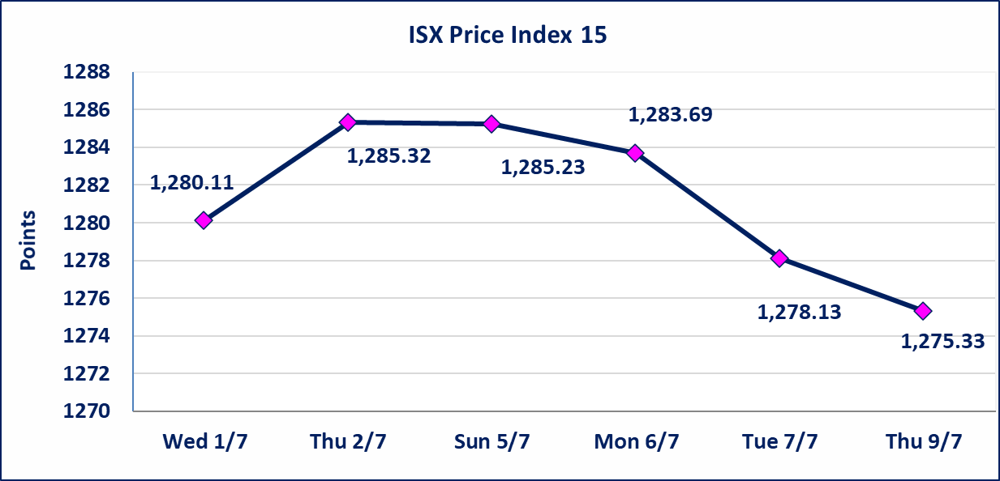 ISX Price Index 15
Points
1288
1286
1284
1282
1280
1278
1276
1274
1272
1270
1,280.11
1,285.32
1,285.23
1,283.69
1,278.13
1,275.33
Wed 1/7
Thu 2/7
Sun 5/7
Mon 6/7
Tue 7/7
Thu 9/7